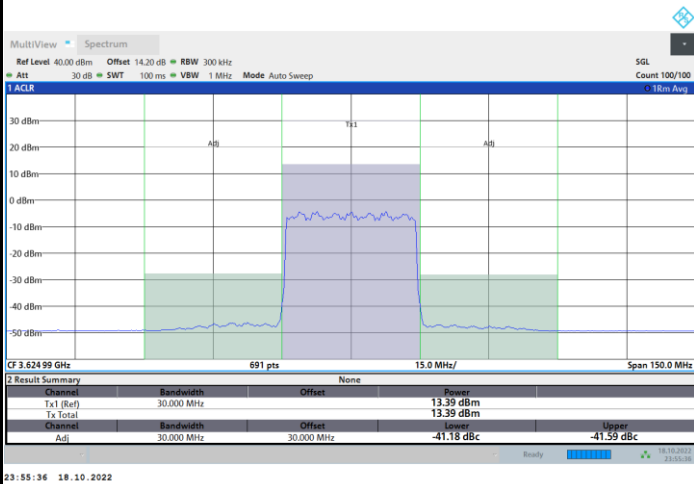 MultiView Spectrum
Ref Level 40.00 dBm Offset 14.20 dB RBW 300 kHz SGL
Att 30 dB SWT 100 ms VBW 1 MHz Mode Auto Sweep Count 100/100
1 ACLR 1Rm Avg
30 dBm
Tx1
20 dBm
Adj Adj
10 dBm
0 dBm
-10 dBm
-20 dBm
-30 dBm
-40 dBm
-50 dBm
CF 3.624 99 GHz 691 pts 15.0 MHz/ Span 150.0 MHz
2 Result Summary None
Channel Bandwidth Offset Power
Tx1 (Ref) 30.000 MHz 13.39 dBm
Tx Total 13.39 dBm
Channel Bandwidth Offset Lower Upper
Adj 30.000 MHz 30.000 MHz -41.18 dBc -41.59 dBc
Ready 18.10.2022
23:55:36
23:55:36 18.10.2022